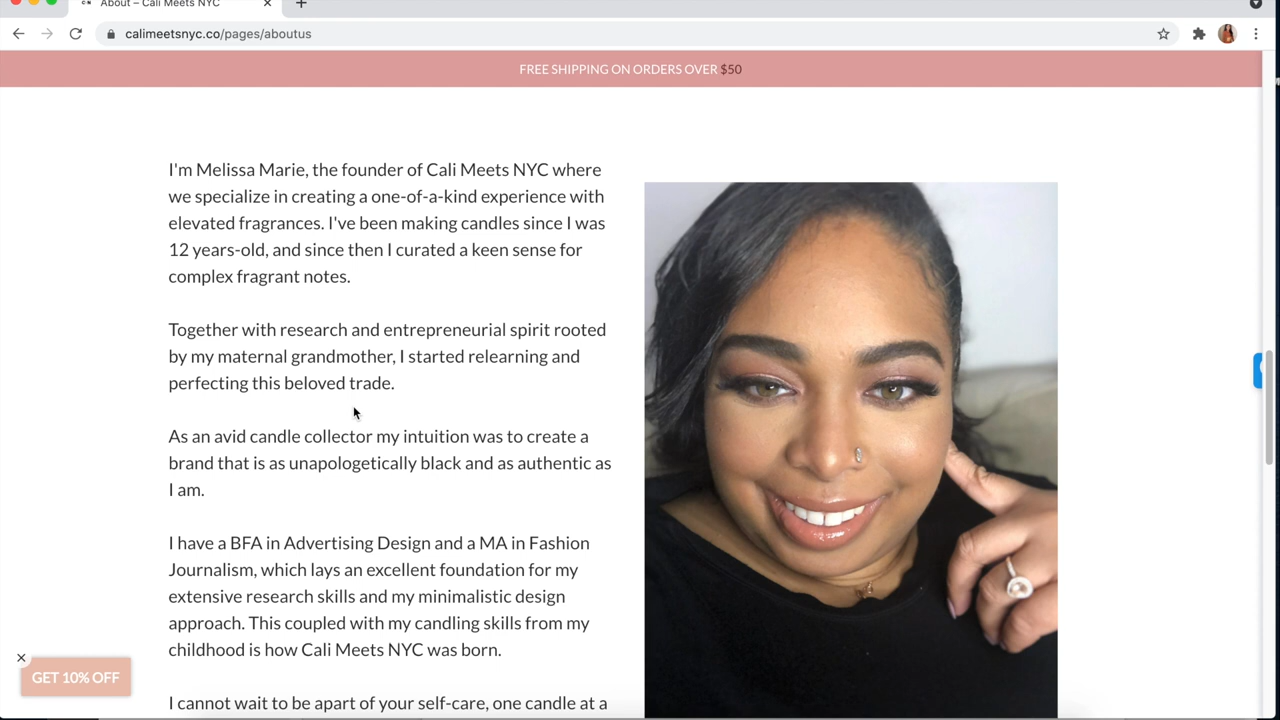 About – Cali Meets NYC
calimeetsnyc.co/pages/aboutus
FREE SHIPPING ON ORDERS OVER $50
I'm Melissa Marie, the founder of Cali Meets NYC where
we specialize in creating a one-of-a-kind experience with
elevated fragrances. I've been making candles since I was
12 years-old, and since then I curated a keen sense for
complex fragrant notes.
Together with research and entrepreneurial spirit rooted
by my maternal grandmother, I started relearning and
perfecting this beloved trade.
As an avid candle collector my intuition was to create a
brand that is as unapologetically black and as authentic as
I am.
I have a BFA in Advertising Design and a MA in Fashion
Journalism, which lays an excellent foundation for my
extensive research skills and my minimalistic design
approach. This coupled with my candling skills from my
childhood is how Cali Meets NYC was born.
I cannot wait to be apart of your self-care, one candle at a
GET 10% OFF